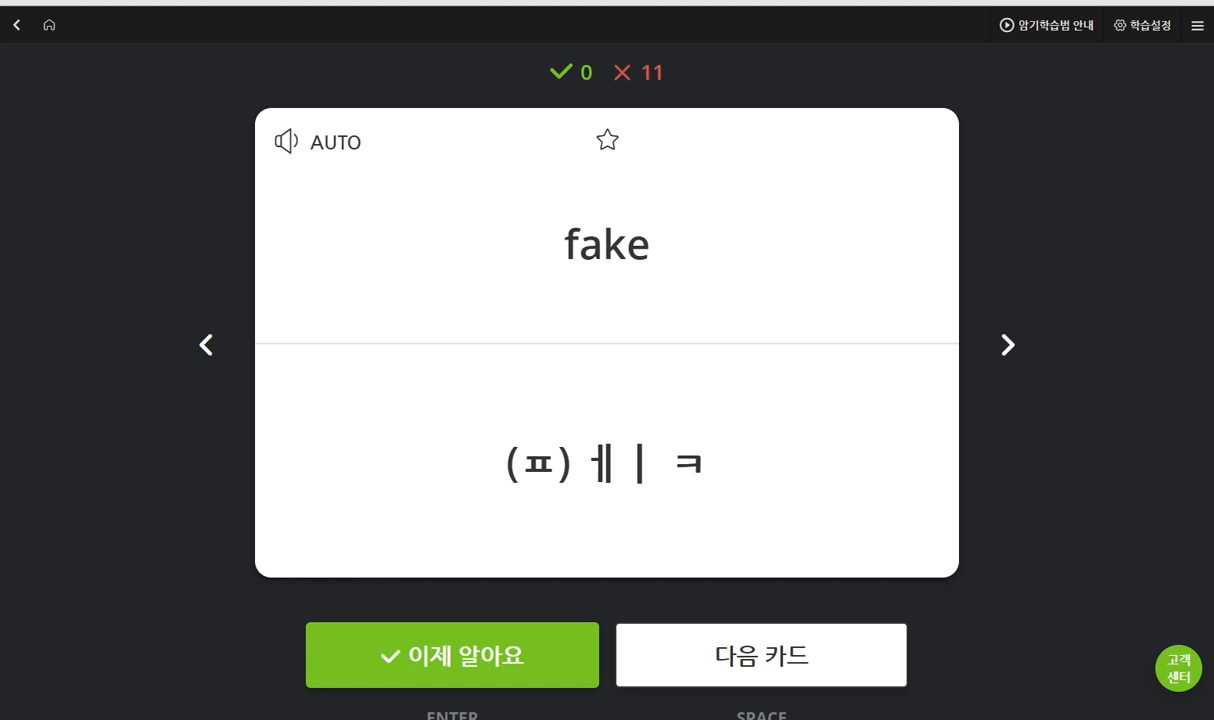 암기학습법 안내 학습설정
0 11
AUTO
fake
(ㅍ) ㅔㅣ ㅋ
이제 알아요 다음 카드
고객
센터
ENTER SPACE